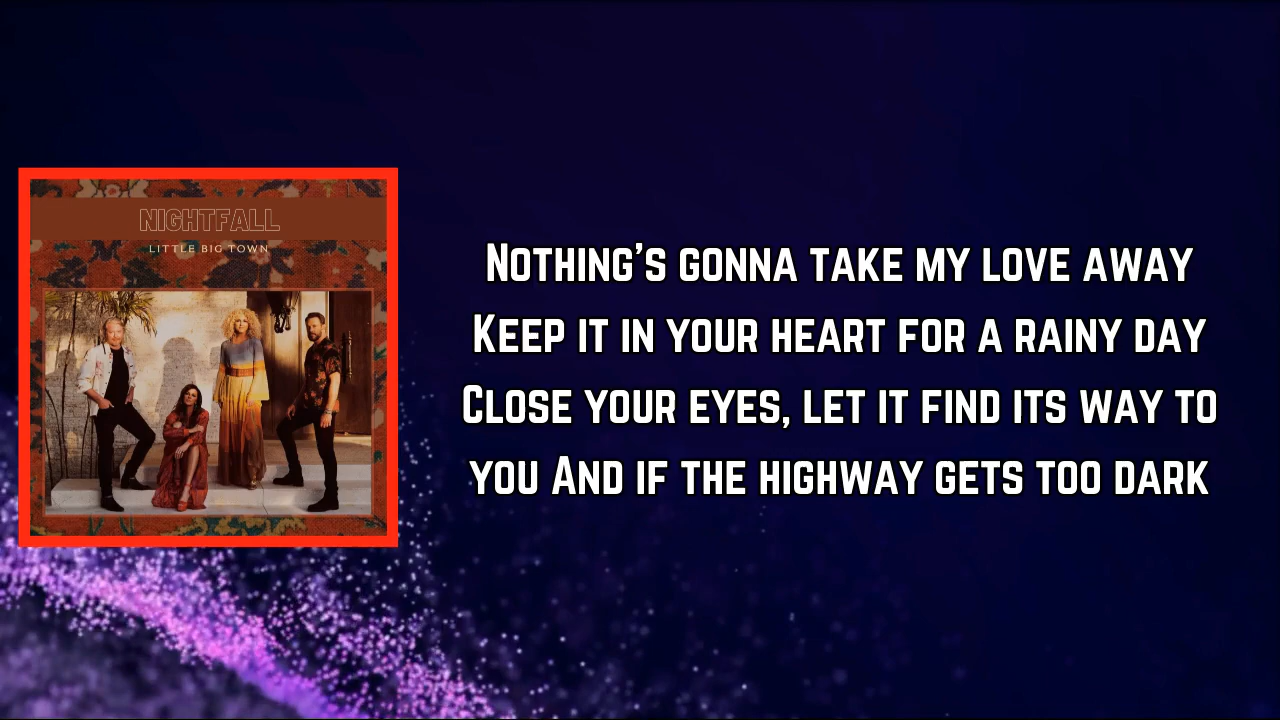 NIGHTFALL
LITTLE BIG TOWN
Nothing's gonna take my love away
Keep it in your heart for a rainy day
Close your eyes, let it find its way to
you And if the highway gets too dark